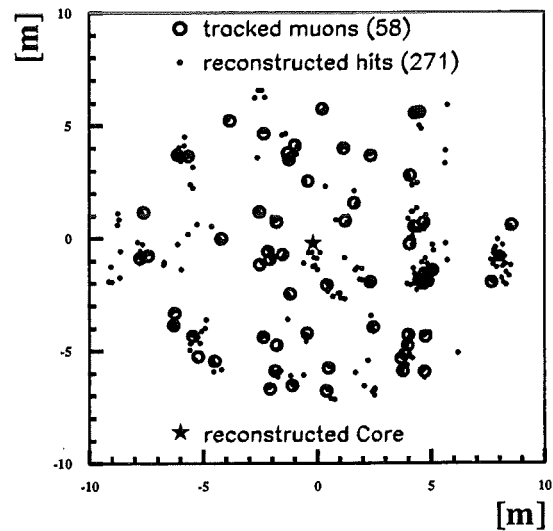 10
[m]
tracked muons (58)
reconstructed hits (271)
5
0
-5
reconstructed Core
-10
-10
-5
0
5
10
[m]